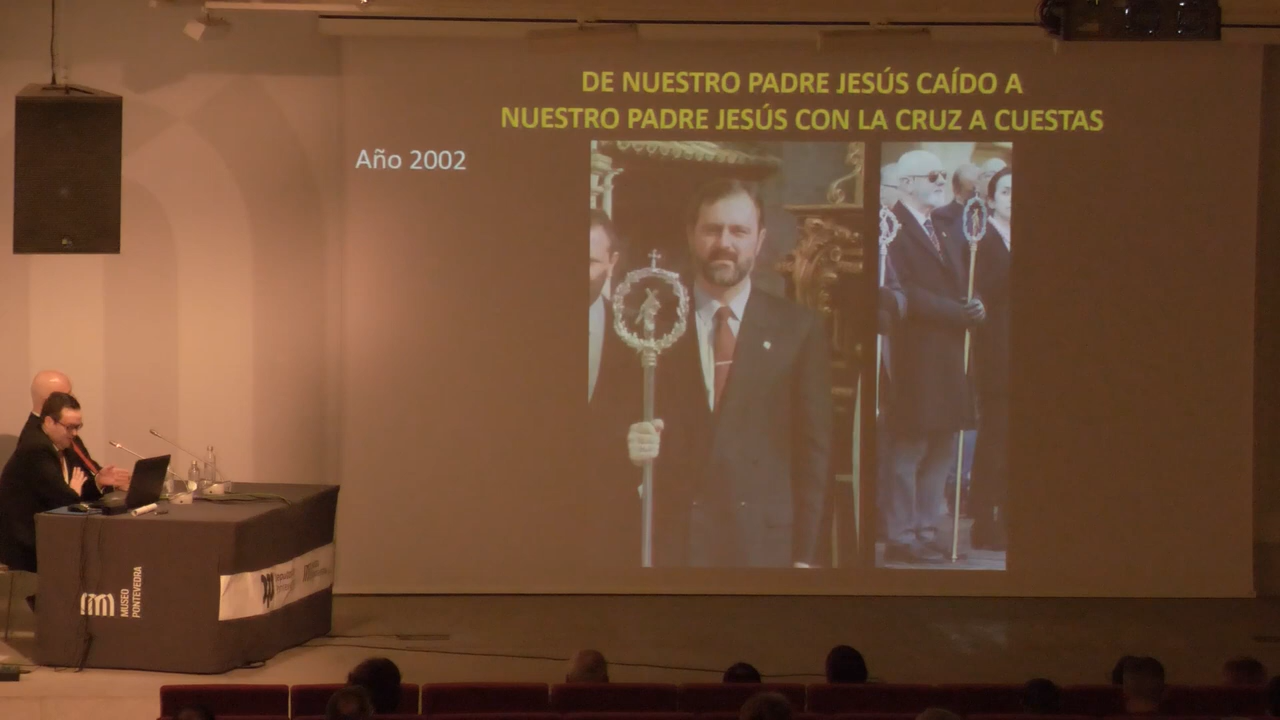 DE NUESTRO PADRE JESÚS CAÍDO A
NUESTRO PADRE JESÚS CON LA CRUZ A CUESTAS
Año 2002
MUSEO
PONTEVEDRA